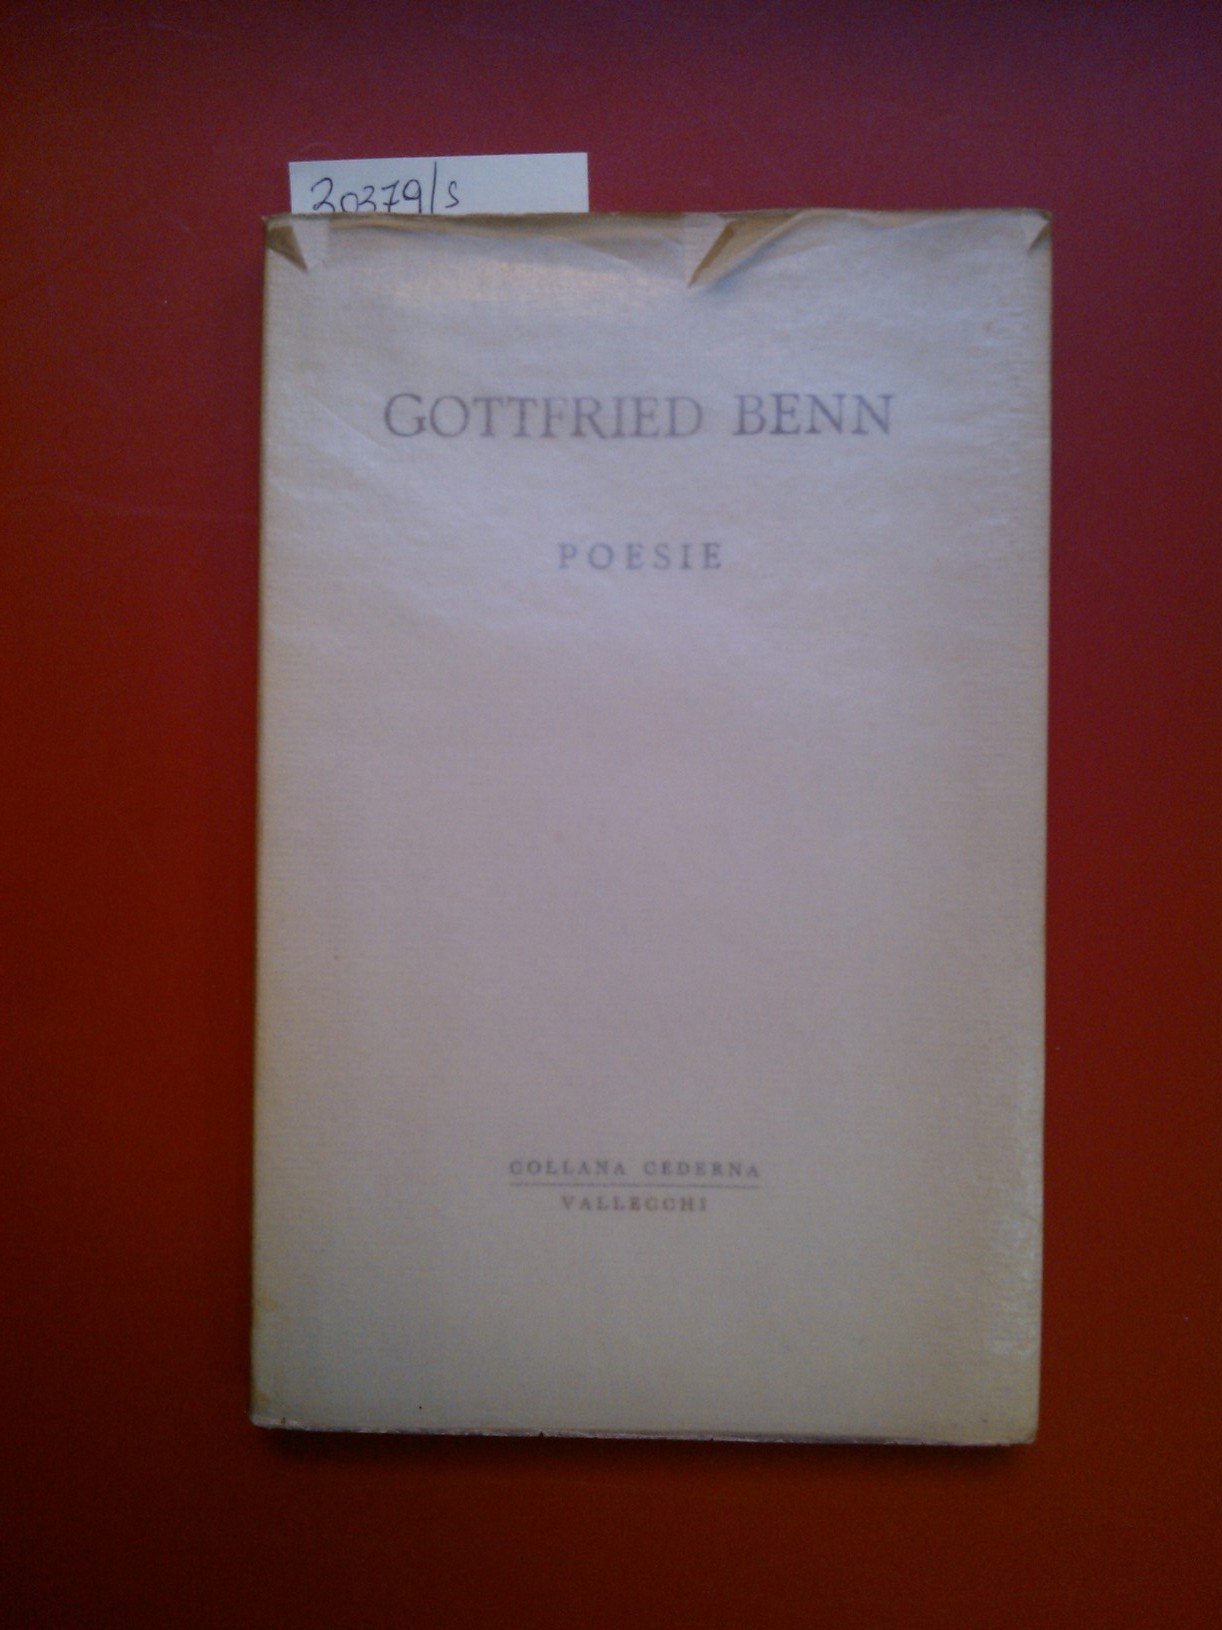 30379/s
GOTTFRIED BENN
POESIE
COLLANA CEDERNA
VALLECCHI